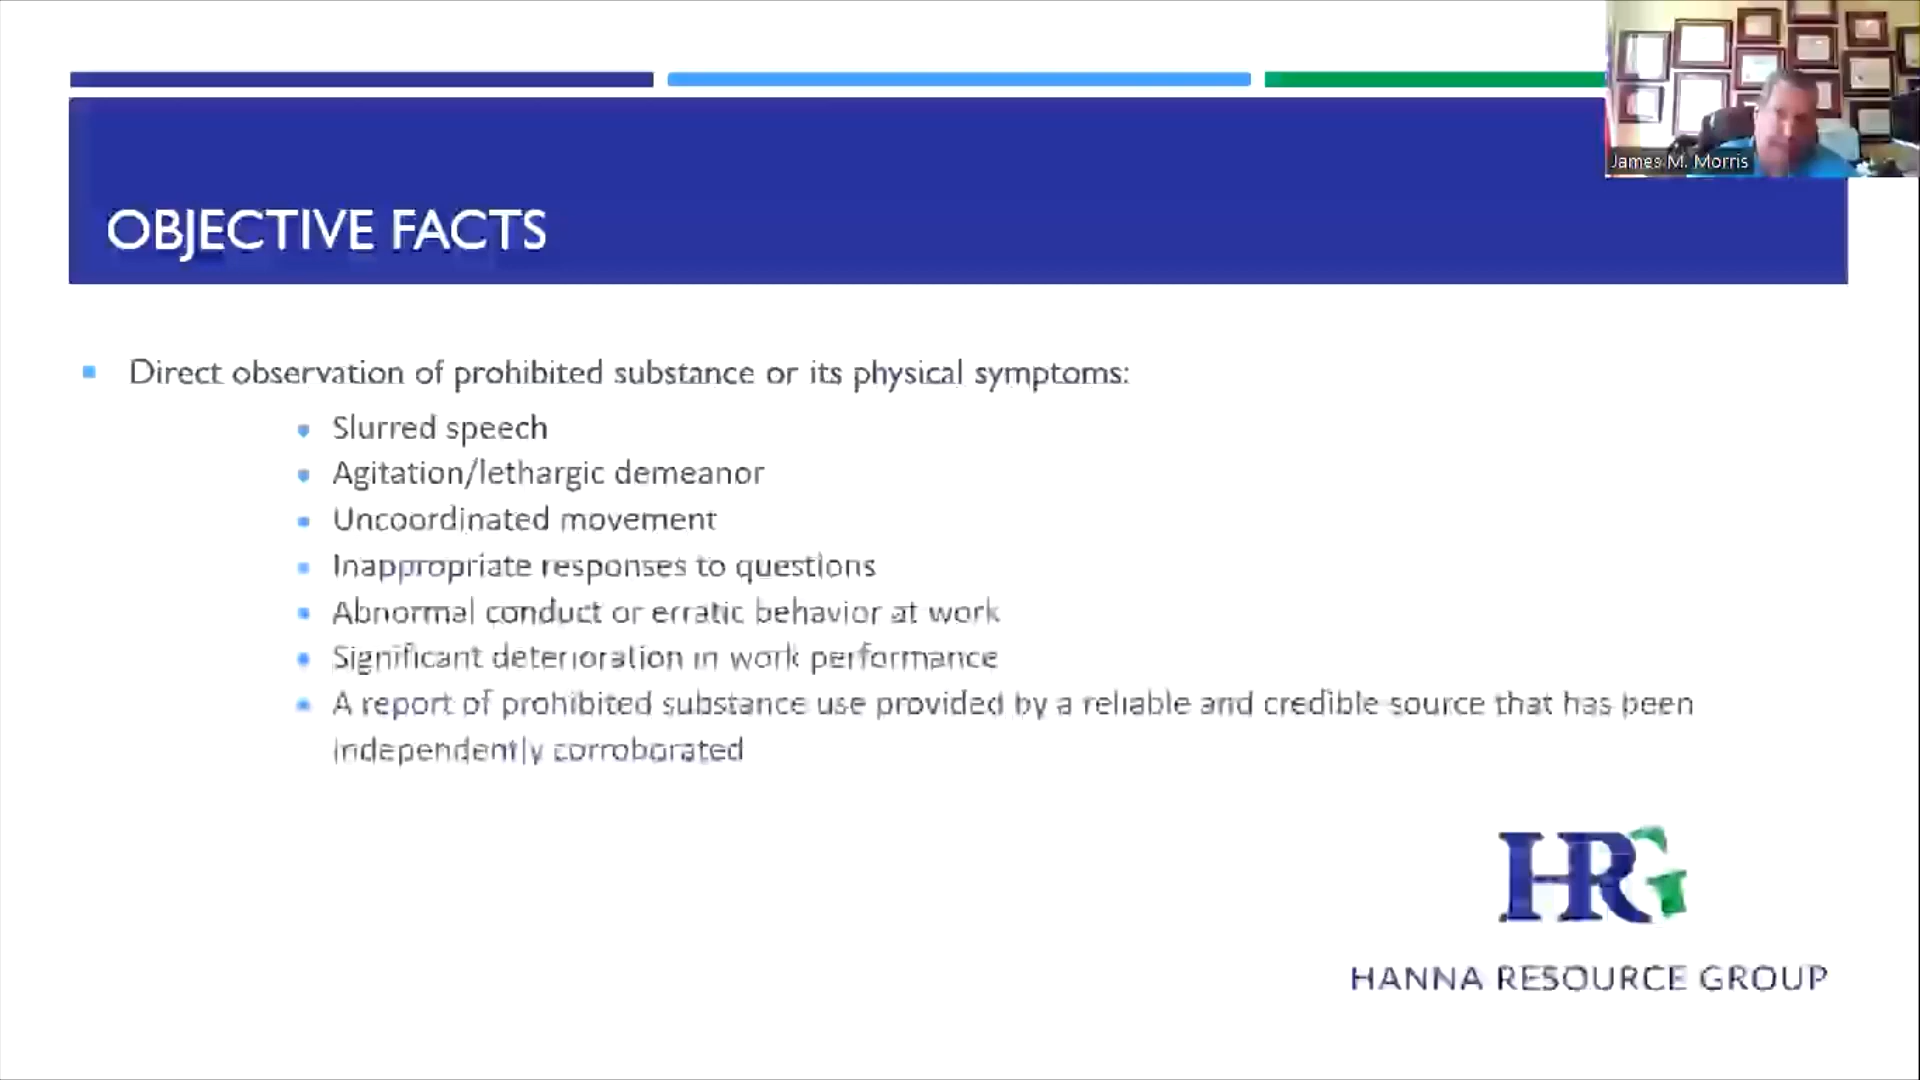 James M. Morris
OBJECTIVE FACTS
Direct observation of prohibited substance or its physical symptoms:
Slurred speech
Agitation/lethargic demeanor
Uncoordinated movement
Inappropriate responses to questions
Abnormal conduct or erratic behavior at work
Significant deterioration in work performance
A report of prohibited substance use provided by a reliable and credible source that has been
independently corroborated
HRG
HANNA RESOURCE GROUP